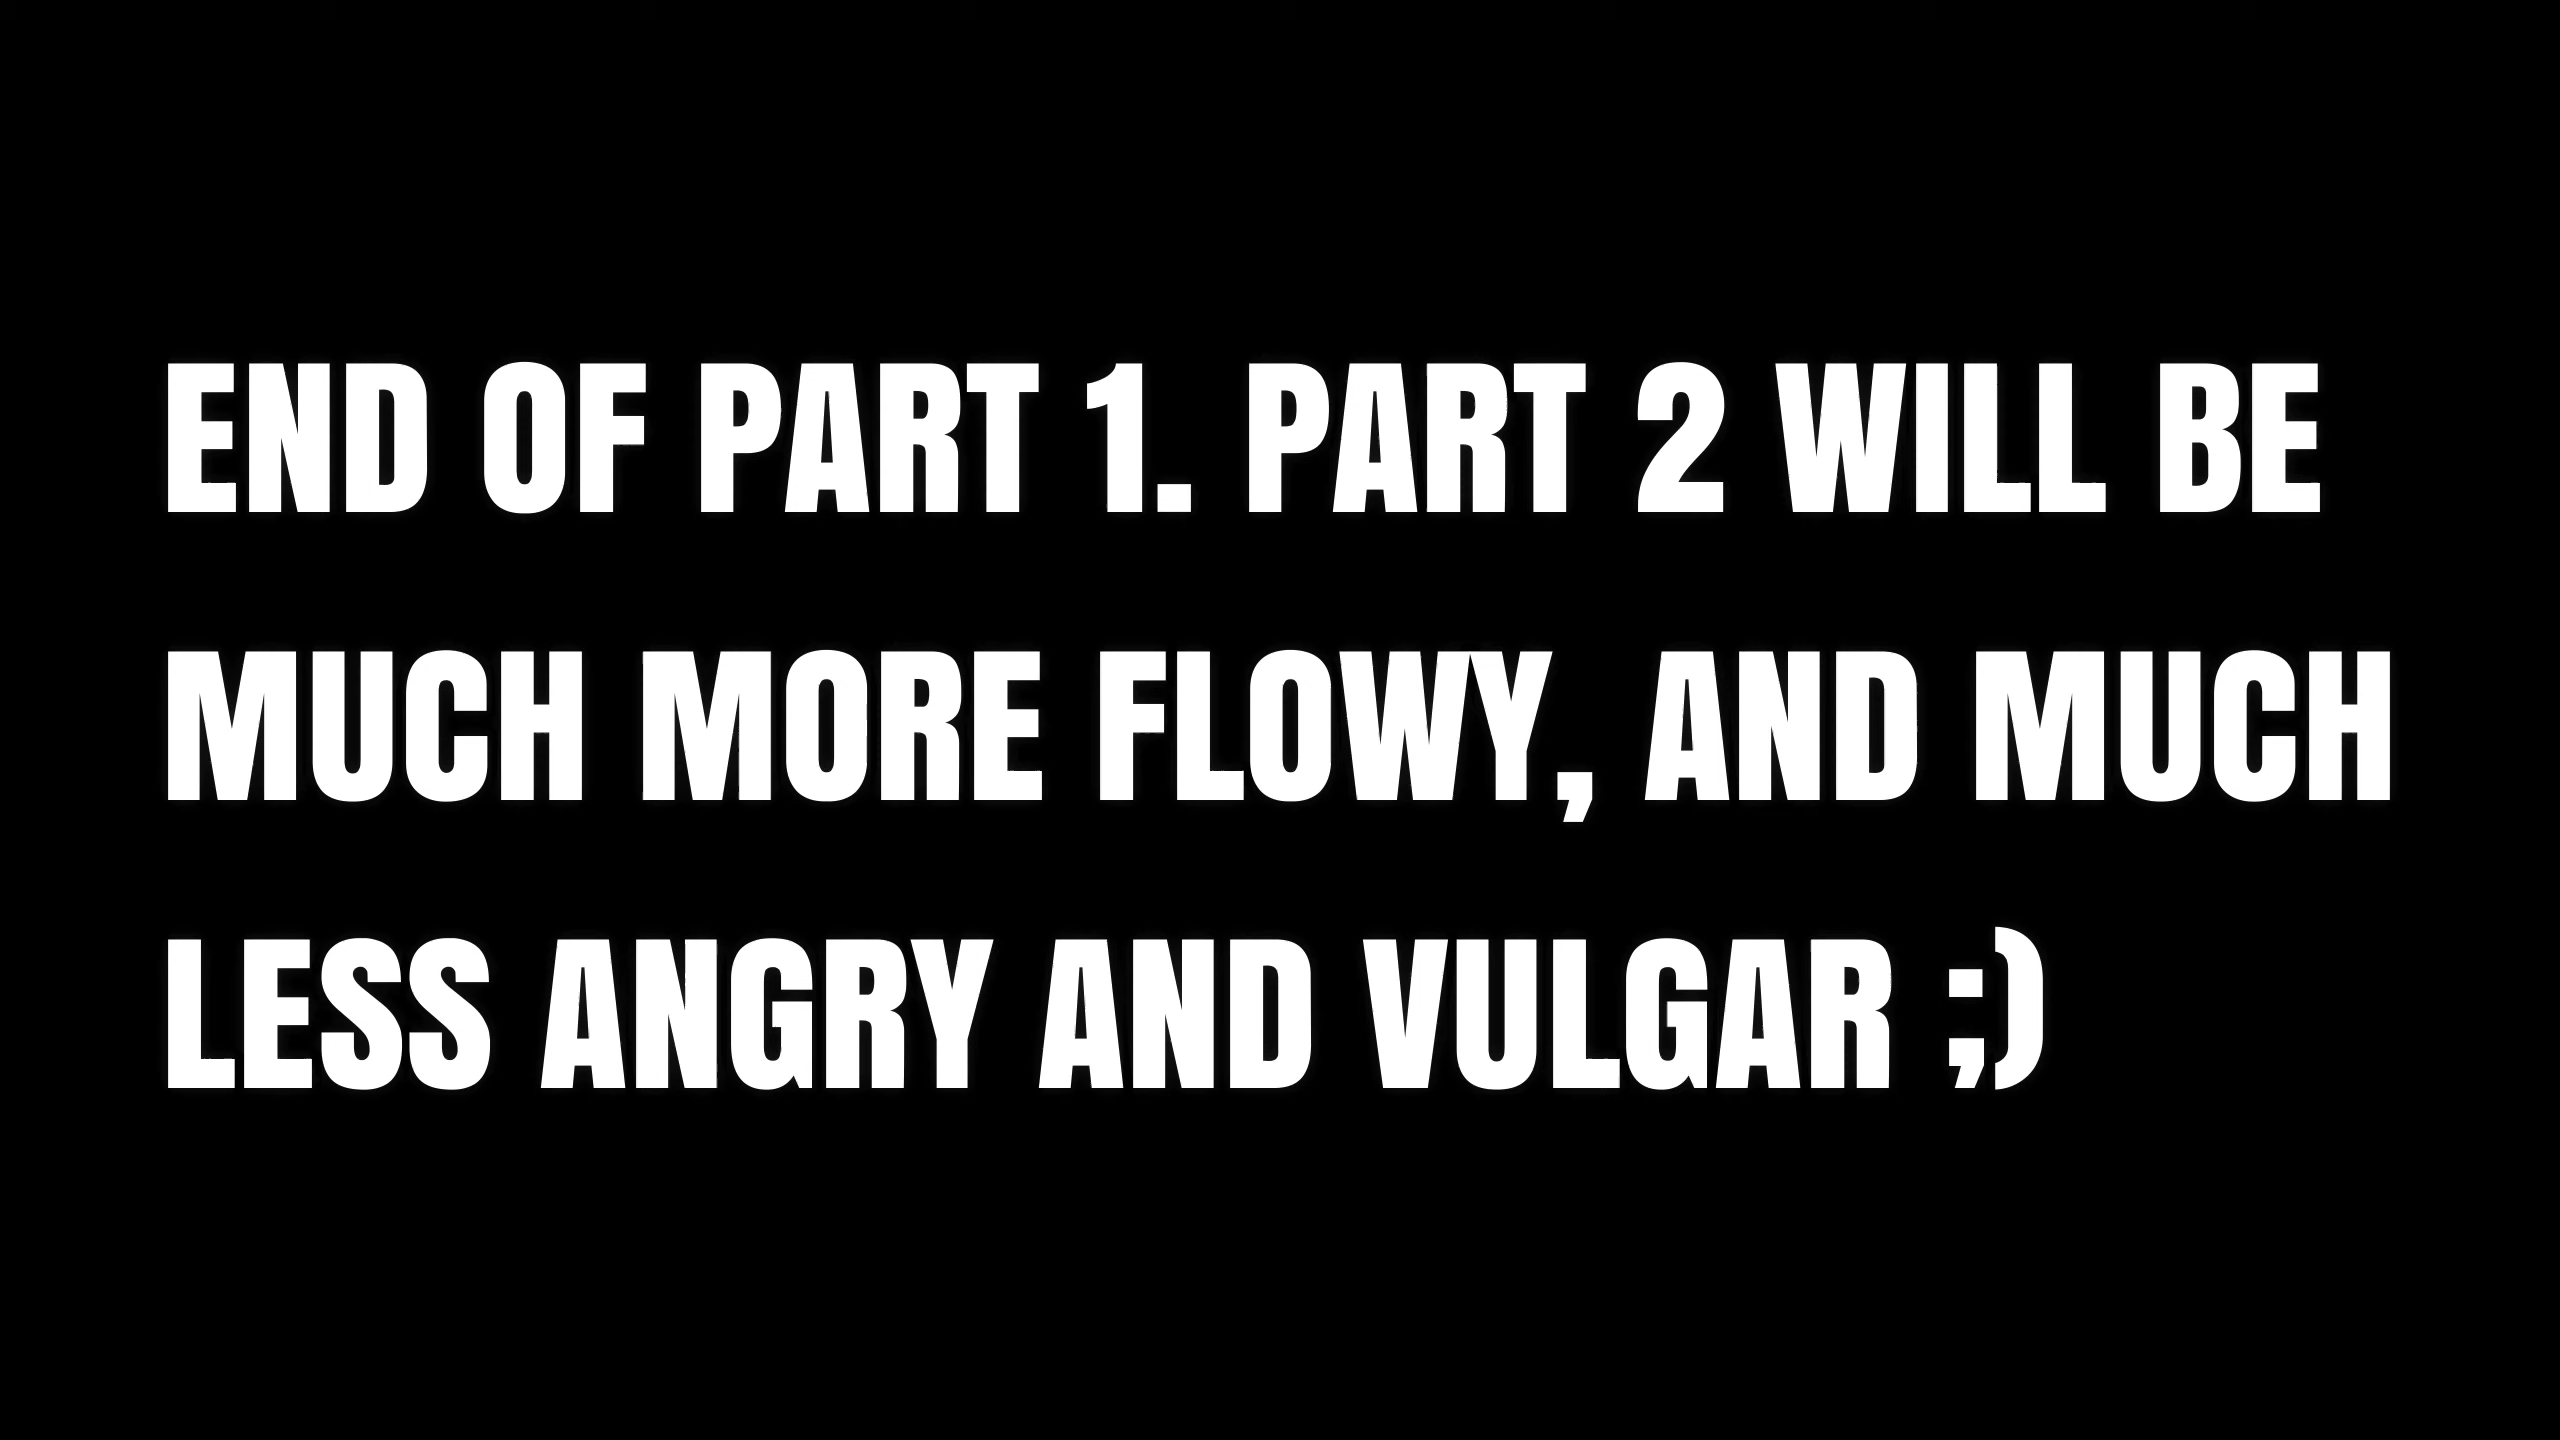 END OF PART 1. PART 2 WILL BE
MUCH MORE FLOWY, AND MUCH
LESS ANGRY AND VULGAR ;)